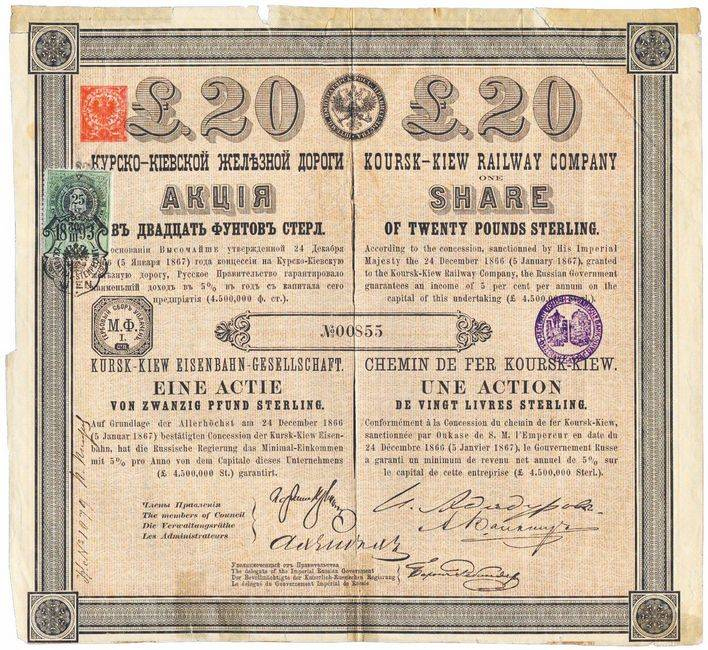 £.20
£.20
КУРСКО-КІЕВСКОЙ ЖЕЛѢЗНОЙ ДОРОГИ
АКЦІЯ
ВЪ ДВАДЦАТЬ ФУНТОВЪ СТЕРЛ.
основаніи Высочайше утвержденной 24 Декабря
(5 Января 1867) года концессіи на Курско-Кіевскую
дорогу, Русское Правительство гарантировало
доходъ въ 5% въ годъ съ капитала сего
предпріятія (4.500,000 ф. ст.).
KOURSK-KIEW RAILWAY COMPANY
ONE
SHARE
OF TWENTY POUNDS STERLING.
According to the concession, sanctioned by His Imperial
Majesty the 24 December 1866 (5 January 1867), granted
to the Koursk-Kiew Railway Company, the Russian Government
guarantees an income of 5 per cent per annum on the
capital of this undertaking (£ 4.500,000).
25
1893
М.Ф.
I.
№00855
KURSK-KIEW EISENBAHN-GESELLSCHAFT.
EINE ACTIE
VON ZWANZIG PFUND STERLING.
Auf Grundlage der Allerhöchst am 24 December 1866
(5 Januar 1867) bestätigten Concession der Kursk-Kiew Eisen-
bahn, hat die Russische Regierung das Minimal-Einkommen
mit 5% pro Anno von dem Capitale dieses Unternehmens
(£ 4.500,000 St.) garantirt.
CHEMIN DE FER KOURSK-KIEW.
UNE ACTION
DE VINGT LIVRES STERLING.
Conformément à la Concession du chemin de fer Koursk-Kiew,
sanctionnée par Oukase de S. M. l'Empereur en date du
24 Décembre 1866 (5 Janvier 1867), le Gouvernement Russe
a garanti un minimum de revenu net annuel de 5% sur
le capital de cette entreprise (£ 4.500,000 Sterl.).
Члены Правленія
The members of Council
Die Verwaltungsräthe
Les Administrateurs
Уполномоченный отъ Правительства
The delegate of the Imperial Russian Government
Der Bevollmächtigte der Kaiserlich-Russischen Regierung
Le délégué du Gouvernement Impérial de Russie